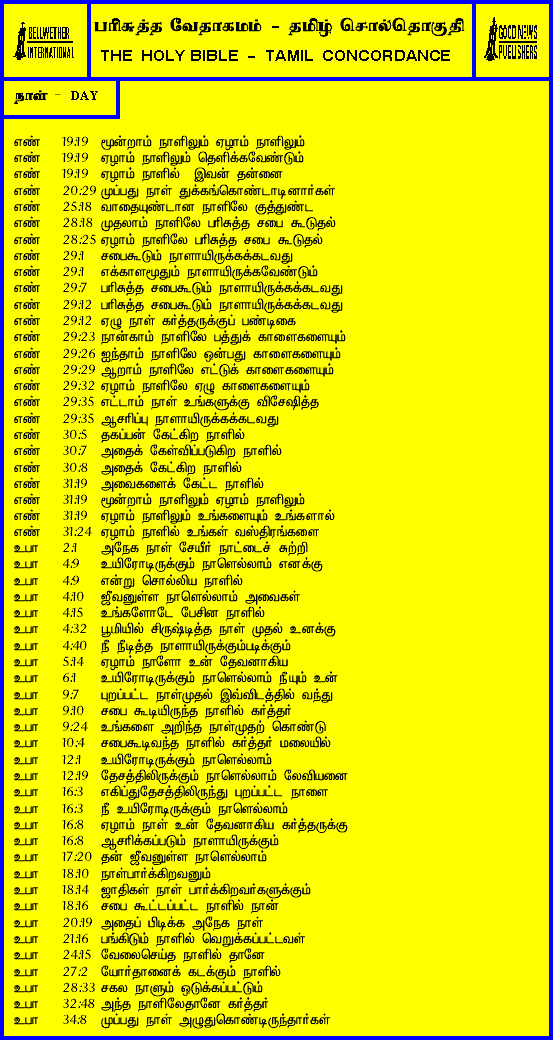 BELLWETHER
INTERNATIONAL
பரிசுத்த வேதாகமம் - தமிழ் சொல்தொகுதி
THE HOLY BIBLE - TAMIL CONCORDANCE
GOOD NEWS
PUBLISHERS
நாள் - DAY
எண் 19:19 மூன்றாம் நாளிலும் ஏழாம் நாளிலும்
எண் 19:19 ஏழாம் நாளிலும் தெளிக்கவேண்டும்
எண் 19:19 ஏழாம் நாளில் இவன் தன்னை
எண் 20:29 முப்பது நாள் துக்கங்கொண்டாடினார்கள்
எண் 25:18 வாதையுண்டான நாளிலே குத்துண்ட
எண் 28:18 முதலாம் நாளிலே பரிசுத்த சபை கூடுதல்
எண் 28:25 ஏழாம் நாளிலே பரிசுத்த சபை கூடுதல்
எண் 29:1 சபைகூடும் நாளாயிருக்கக்கடவது
எண் 29:1 எக்காளமூதும் நாளாயிருக்கவேண்டும்
எண் 29:7 பரிசுத்த சபைகூடும் நாளாயிருக்கக்கடவது
எண் 29:12 பரிசுத்த சபைகூடும் நாளாயிருக்கக்கடவது
எண் 29:12 ஏழு நாள் கர்த்தருக்குப் பண்டிகை
எண் 29:23 நான்காம் நாளிலே பத்துக் காளைகளையும்
எண் 29:26 ஐந்தாம் நாளிலே ஒன்பது காளைகளையும்
எண் 29:29 ஆறாம் நாளிலே எட்டுக் காளைகளையும்
எண் 29:32 ஏழாம் நாளிலே ஏழு காளைகளையும்
எண் 29:35 எட்டாம் நாள் உங்களுக்கு விசேஷித்த
எண் 29:35 ஆசரிப்பு நாளாயிருக்கக்கடவது
எண் 30:5 தகப்பன் கேட்கிற நாளில்
எண் 30:7 அதைக் கேள்விப்படுகிற நாளில்
எண் 30:8 அதைக் கேட்கிற நாளில்
எண் 31:19 அவைகளைக் கேட்ட நாளில்
எண் 31:19 மூன்றாம் நாளிலும் ஏழாம் நாளிலும்
எண் 31:19 ஏழாம் நாளிலும் உங்களையும் உங்களால்
எண் 31:24 ஏழாம் நாளில் உங்கள் வஸ்திரங்களை
உபா 2:1 அநேக நாள் சேயீர் நாட்டைச் சுற்றி
உபா 4:9 உயிரோடிருக்கும் நாளெல்லாம் எனக்கு
உபா 4:9 என்று சொல்லிய நாளில்
உபா 4:10 ஜீவனுள்ள நாளெல்லாம் அவைகள்
உபா 4:15 உங்களோடே பேசின நாளில்
உபா 4:32 பூமியில் சிருஷ்டித்த நாள் முதல் உனக்கு
உபா 4:40 நீ நீடித்த நாளாயிருக்கும்படிக்கும்
உபா 5:14 ஏழாம் நாளோ உன் தேவனாகிய
உபா 6:1 உயிரோடிருக்கும் நாளெல்லாம் நீயும் உன்
உபா 9:7 புறப்பட்ட நாள்முதல் இவ்விடத்தில் வந்து
உபா 9:10 சபை கூடியிருந்த நாளில் கர்த்தர்
உபா 9:24 உங்களை அறிந்த நாள்முதற் கொண்டு
உபா 10:4 சபைகூடிவந்த நாளில் கர்த்தர் மலையில்
உபா 12:1 உயிரோடிருக்கும் நாளெல்லாம்
உபா 12:19 தேசத்திலிருக்கும் நாளெல்லாம் லேவியனை
உபா 16:3 எகிப்துதேசத்திலிருந்து புறப்பட்ட நாளை
உபா 16:3 நீ உயிரோடிருக்கும் நாளெல்லாம்
உபா 16:8 ஏழாம் நாள் உன் தேவனாகிய கர்த்தருக்கு
உபா 16:8 ஆசரிக்கப்படும் நாளாயிருக்கும்
உபா 17:20 தன் ஜீவனுள்ள நாளெல்லாம்
உபா 18:10 நாள்பார்க்கிறவனும்
உபா 18:14 ஜாதிகள் நாள் பார்க்கிறவர்களுக்கும்
உபா 18:16 சபை கூட்டப்பட்ட நாளில் நான்
உபா 20:19 அதைப் பிடிக்க அநேக நாள்
உபா 21:16 பங்கிடும் நாளில் வெறுக்கப்பட்டவள்
உபா 24:15 வேலைசெய்த நாளில் தானே
உபா 27:2 யோர்தானைக் கடக்கும் நாளில்
உபா 28:33 சகல நாளும் ஒடுக்கப்பட்டும்
உபா 32:48 அந்த நாளிலேதானே கர்த்தர்
உபா 34:8 முப்பது நாள் அழுதுகொண்டிருந்தார்கள்